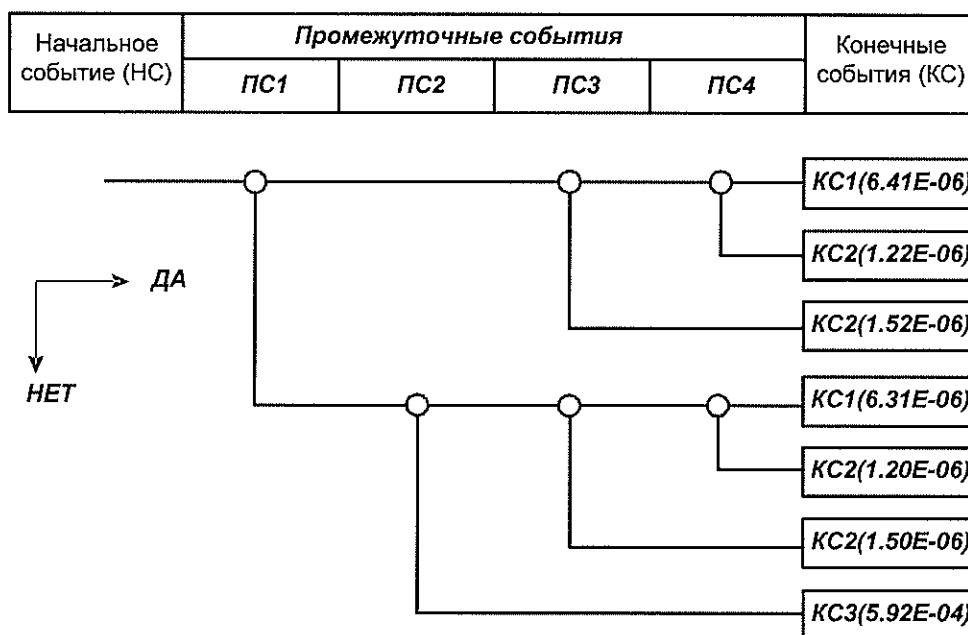 Начальное
событие (НС)
Промежуточные события
ПС1 ПС2 ПС3 ПС4
Конечные
события (КС)
КС1(6.41E-06)
КС2(1.22E-06)
КС2(1.52E-06)
ДА
НЕТ
КС1(6.31E-06)
КС2(1.20E-06)
КС2(1.50E-06)
КС3(5.92E-04)